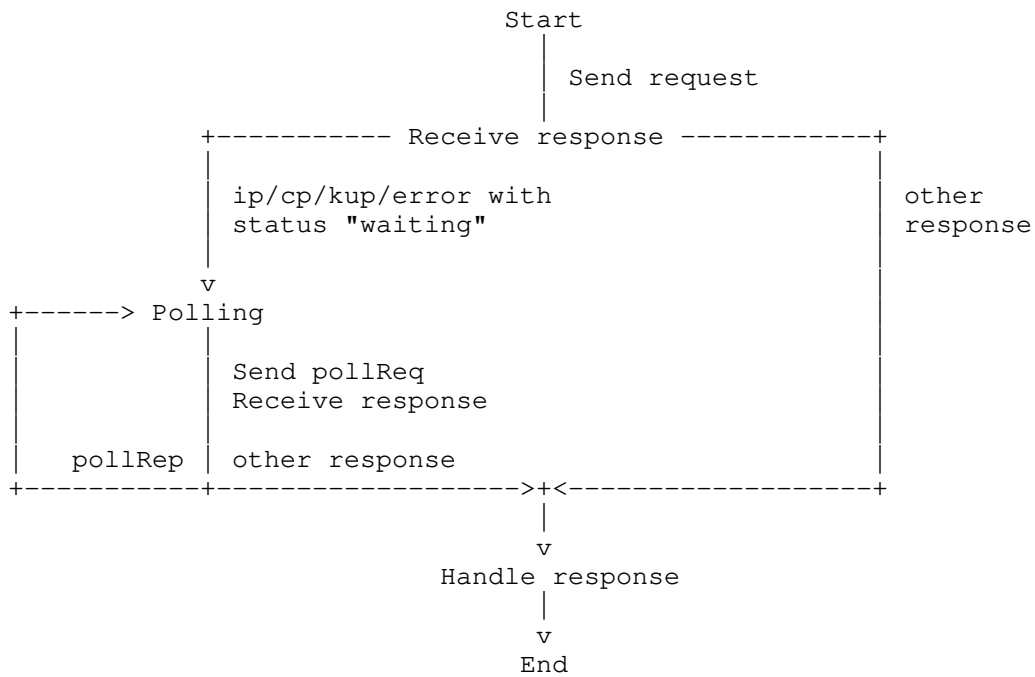 Start
Send request
Receive response
ip/cp/kup/error with
other
status "waiting"
response
Polling
Send pollReq
Receive response
pollRep
other response
Handle response
End